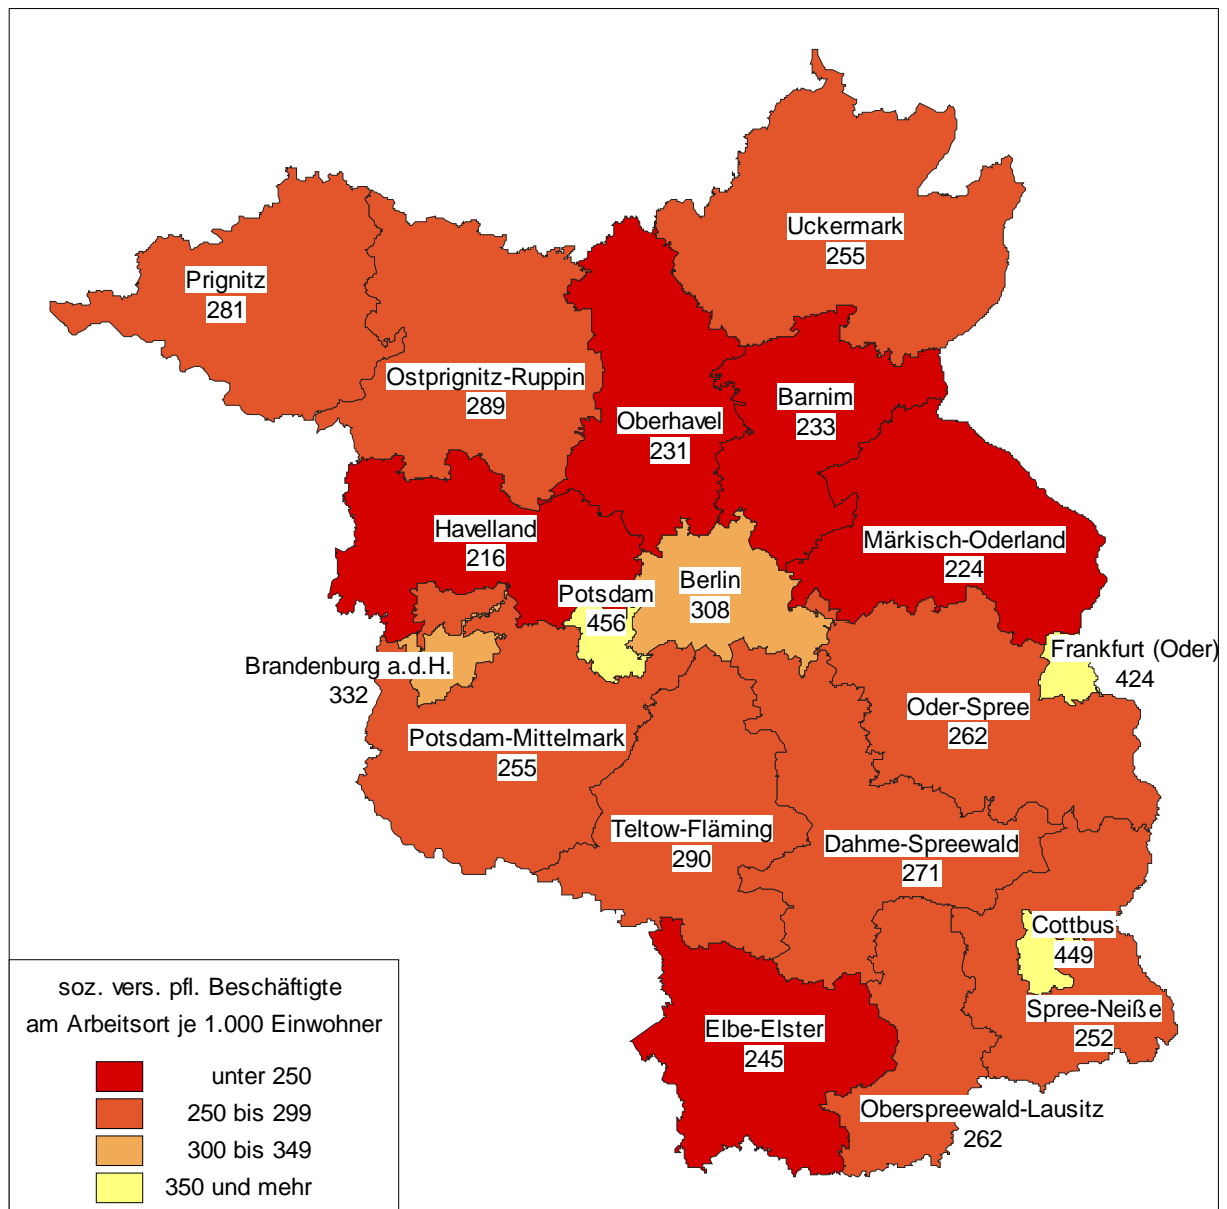 Uckermark
255
Prignitz
281
Ostprignitz-Ruppin
289
Oberhavel
231
Barnim
233
Havelland
216
Märkisch-Oderland
224
Berlin
308
Potsdam
456
Brandenburg a.d.H.
332
Frankfurt (Oder)
424
Oder-Spree
262
Potsdam-Mittelmark
255
Teltow-Fläming
290
Dahme-Spreewald
271
Cottbus
449
Spree-Neiße
252
Elbe-Elster
245
Oberspreewald-Lausitz
262
soz. vers. pfl. Beschäftigte
am Arbeitsort je 1.000 Einwohner
unter 250
250 bis 299
300 bis 349
350 und mehr